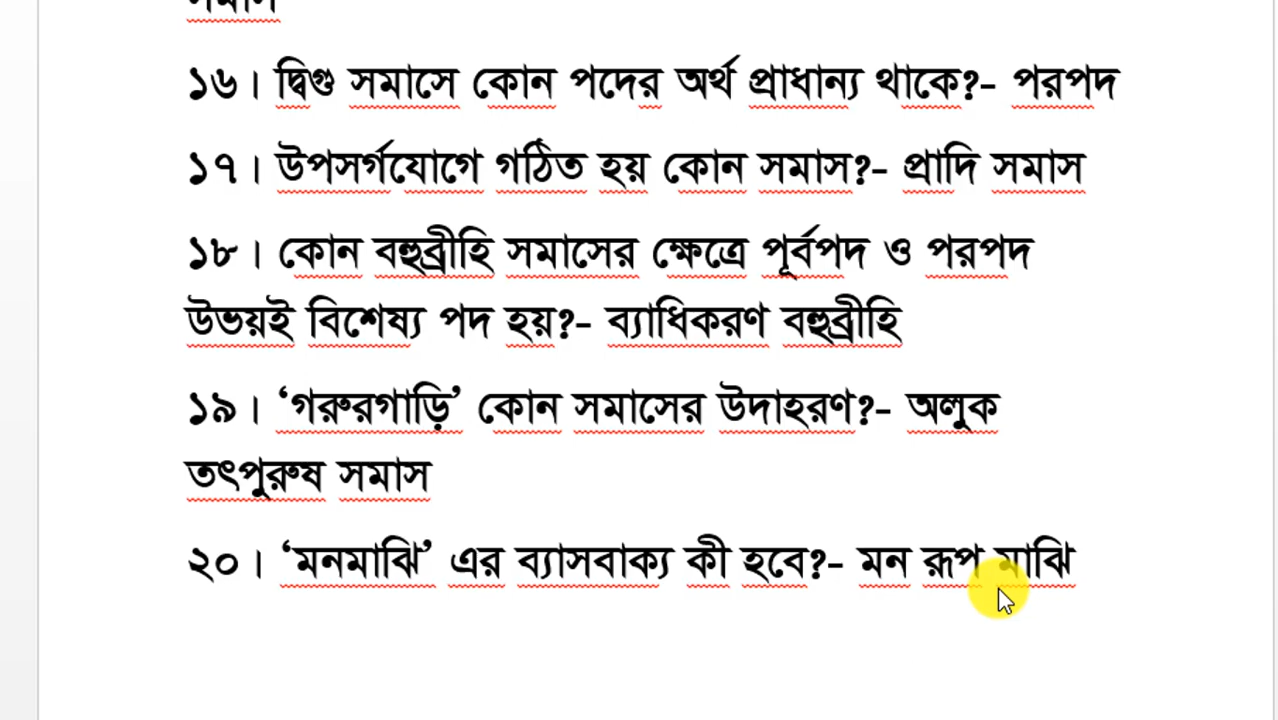 সমাস
১৬। দ্বিগু সমাসে কোন পদের অর্থ প্রাধান্য থাকে?- পরপদ
১৭। উপসর্গযোগে গঠিত হয় কোন সমাস?- প্রাদি সমাস
১৮। কোন বহুব্রীহি সমাসের ক্ষেত্রে পূর্বপদ ও পরপদ
উভয়ই বিশেষ্য পদ হয়?- ব্যাধিকরণ বহুব্রীহি
১৯। ‘গরুরগাড়ি’ কোন সমাসের উদাহরণ?- অলুক
তৎপুরুষ সমাস
২০। ‘মনমাঝি’ এর ব্যাসবাক্য কী হবে?- মন রূপ মাঝি